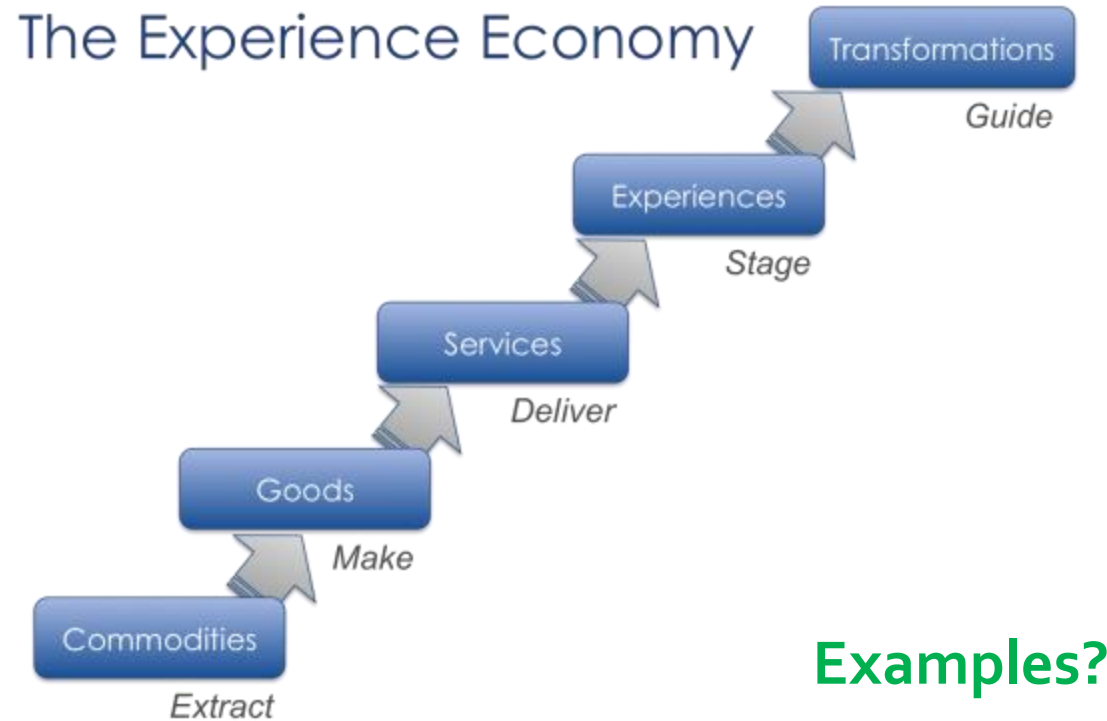 The Experience Economy
Transformations
Guide
Experiences
Stage
Services
Deliver
Goods
Make
Commodities
Extract
Examples?